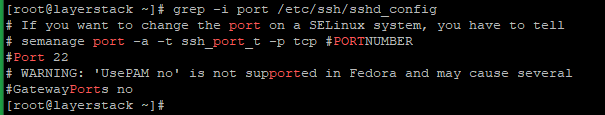 [root@layerstack ~]# grep -i port /etc/ssh/sshd_config
# If you want to change the port on a SELinux system, you have to tell
# semanage port -a -t ssh_port_t -p tcp #PORTNUMBER
#Port 22
# WARNING: 'UsePAM no' is not supported in Fedora and may cause several
#GatewayPorts no
[root@layerstack ~]#